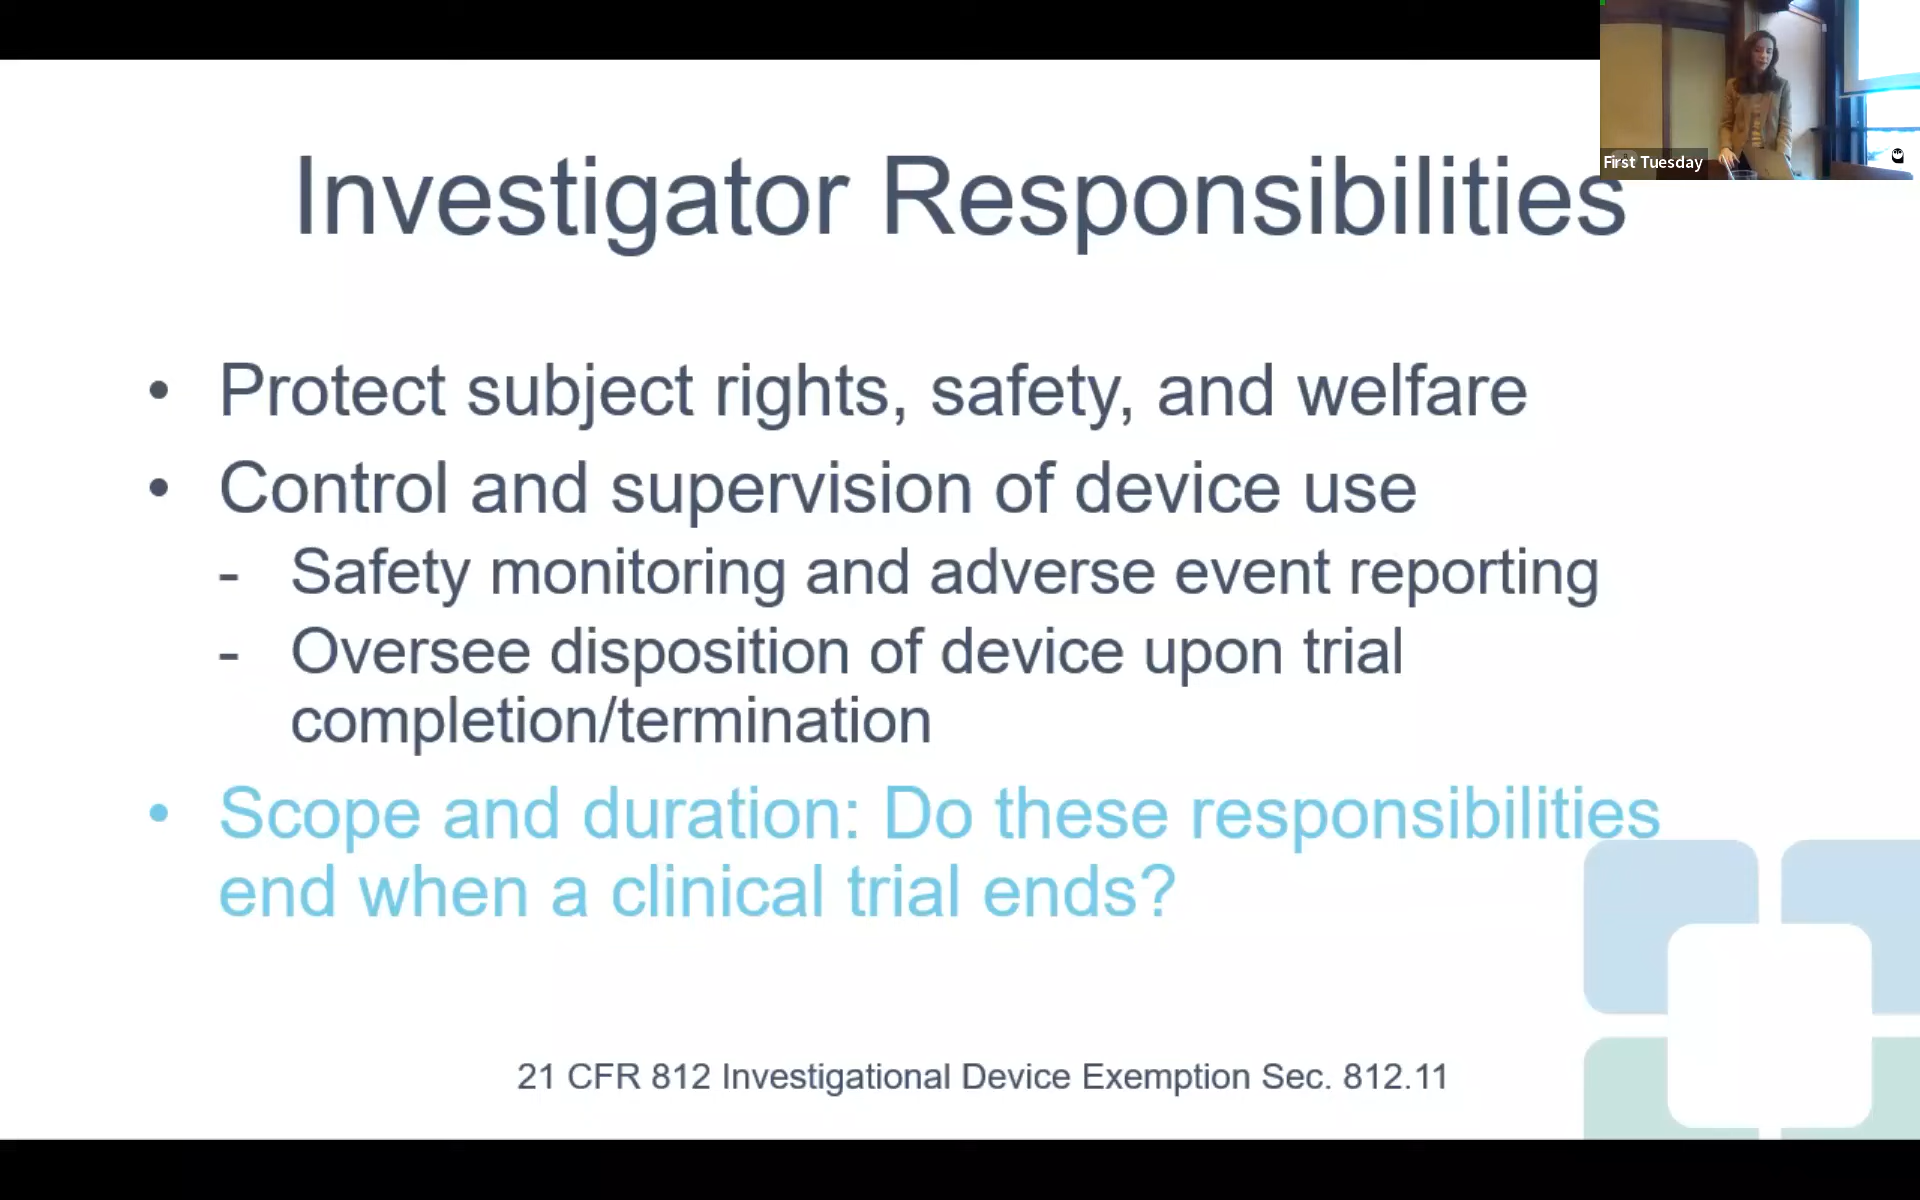 First Tuesday
Investigator Responsibilities
• Protect subject rights, safety, and welfare
• Control and supervision of device use
- Safety monitoring and adverse event reporting
- Oversee disposition of device upon trial
completion/termination
• Scope and duration: Do these responsibilities
end when a clinical trial ends?
21 CFR 812 Investigational Device Exemption Sec. 812.11